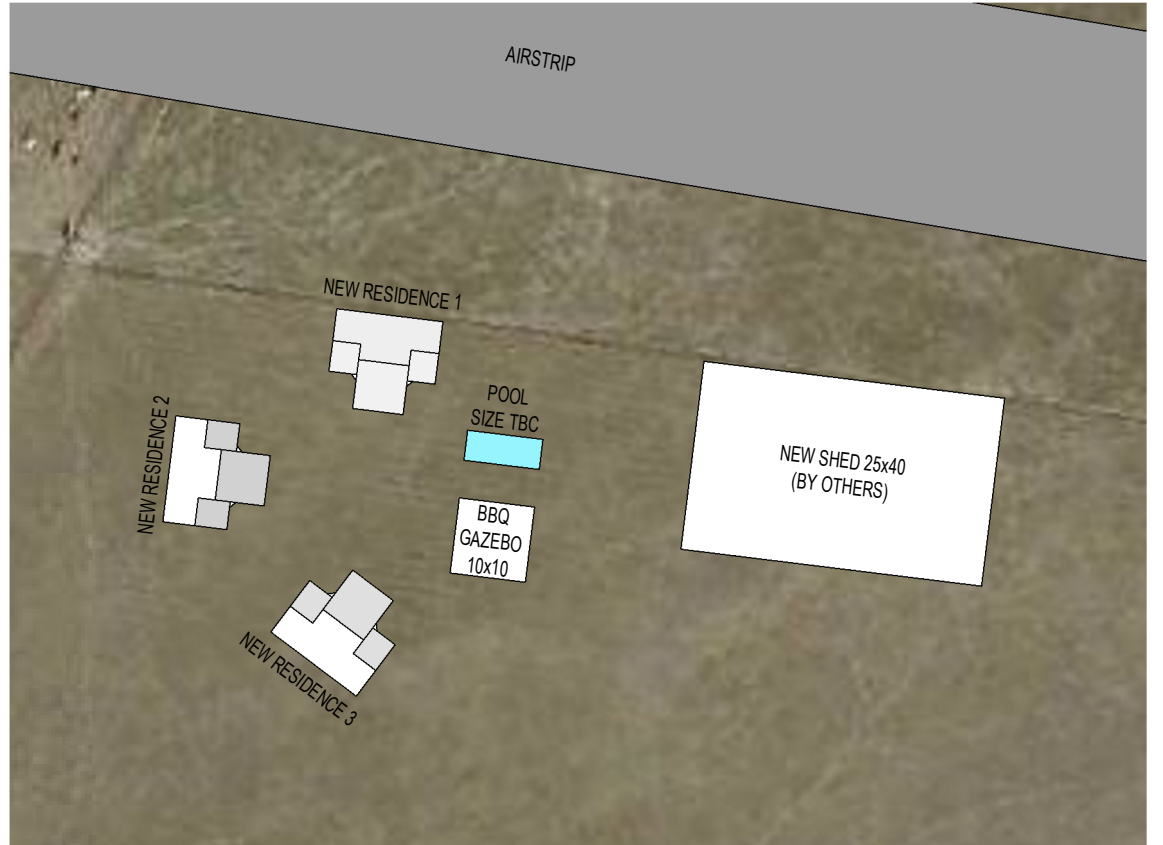 AIRSTRIP
NEW RESIDENCE 1
POOL
SIZE TBC
NEW RESIDENCE 2
NEW SHED 25x40
(BY OTHERS)
BBQ
GAZEBO
10x10
NEW RESIDENCE 3